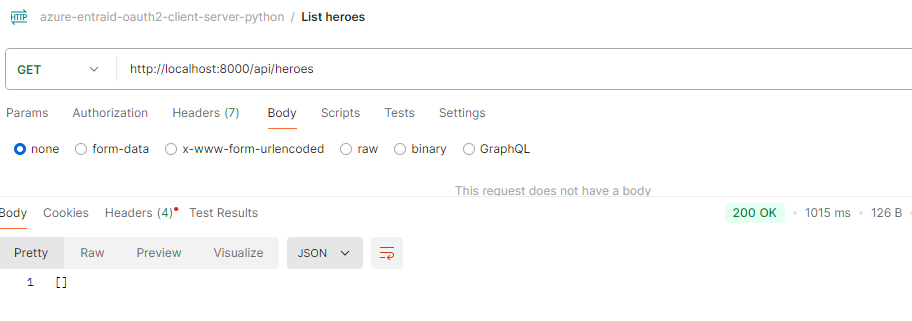 HTTP azure-entraid-oauth2-client-server-python / List heroes
GET http://localhost:8000/api/heroes
Params Authorization Headers (7) Body Scripts Tests Settings
none form-data x-www-form-urlencoded raw binary GraphQL
This request does not have a body
Body Cookies Headers (4) Test Results 200 OK • 1015 ms • 126 B
Pretty Raw Preview Visualize JSON
1 []